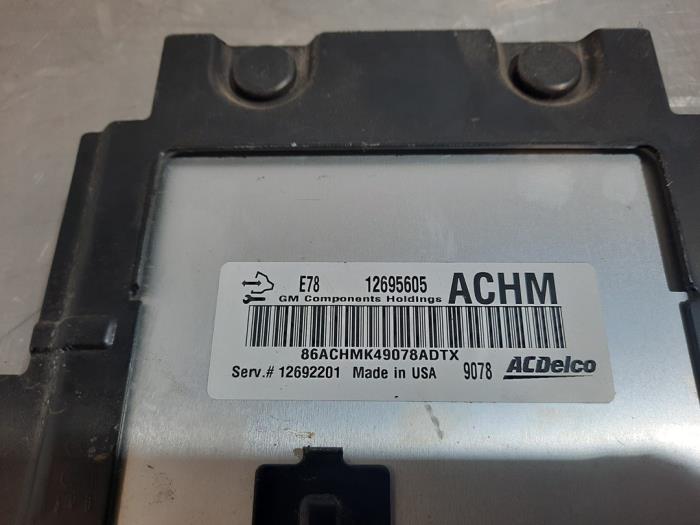 E78 12695605 ACHM
GM Components Holdings
86ACHMK49078ADTX
Serv.# 12692201 Made in USA 9078 ACDelco